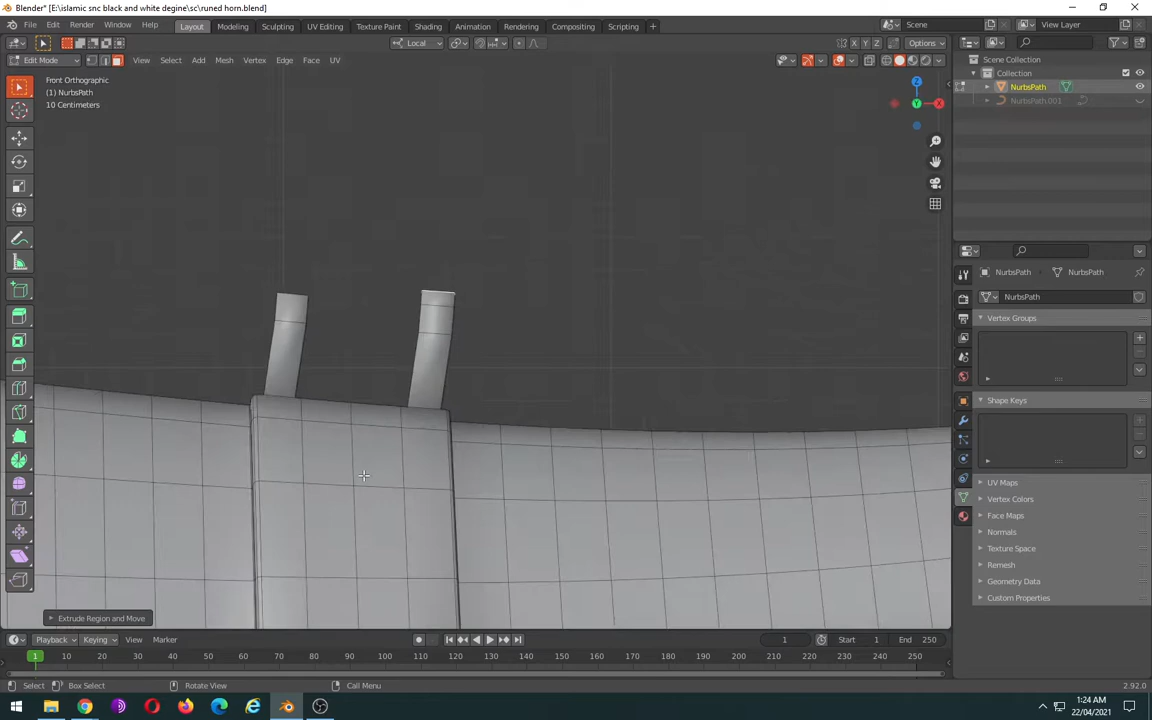 Blender* [E:\islamic snc black and white degine\sc\runed horn.blend]
File Edit Render Window Help Layout Modeling Sculpting UV Editing Texture Paint Shading Animation Rendering Compositing Scripting + Scene View Layer
Local X Y Z Options
Edit Mode View Select Add Mesh Vertex Edge Face UV
Front Orthographic
(1) NurbsPath
10 Centimeters
Z
Y
X
Extrude Region and Move
Scene Collection
Collection
NurbsPath
NurbsPath.001
NurbsPath NurbsPath
NurbsPath
Vertex Groups
Shape Keys
UV Maps
Vertex Colors
Face Maps
Normals
Texture Space
Remesh
Geometry Data
Custom Properties
Playback Keying View Marker 1 Start 1 End 250
1 10 20 30 40 50 60 70 80 90 100 110 120 130 140 150 160 170 180 190 200 210 220 230 240 250
Select Box Select Rotate View Call Menu 2.92.0
1:24 AM
22/04/2021